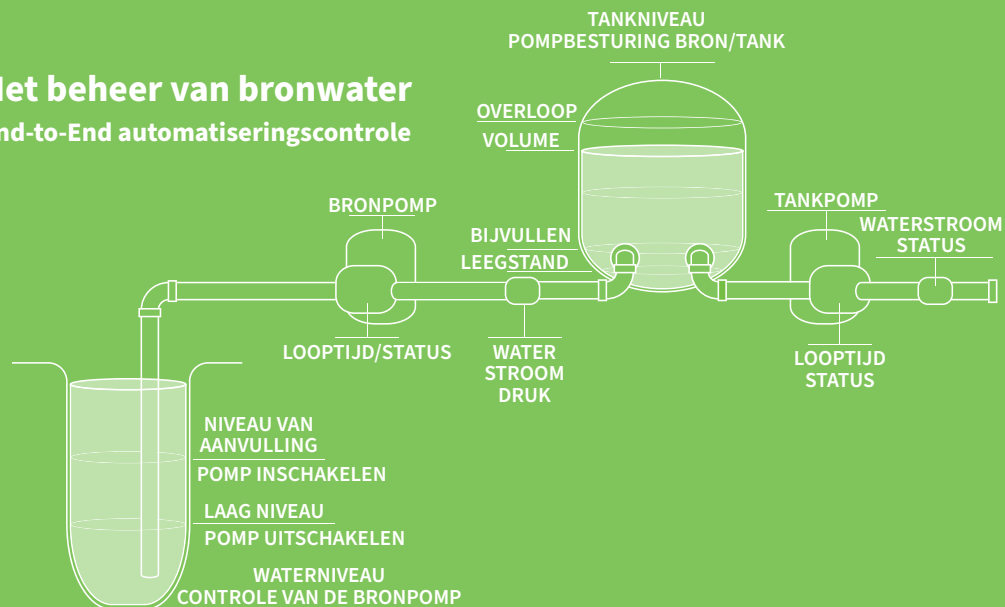 TANKNIVEAU
POMPBESTURING BRON/TANK
et beheer van bronwater
nd-to-End automatiseringscontrole
OVERLOOP
VOLUME
BRONPOMP
TANKPOMP
WATERSTROOM
STATUS
BIJVULLEN
LEEGSTAND
LOOPTIJD/STATUS
WATER
STROOM
DRUK
LOOPTIJD
STATUS
NIVEAU VAN
AANVULLING
POMP INSCHAKELEN
LAAG NIVEAU
POMP UITSCHAKELEN
WATERNIVEAU
CONTROLE VAN DE BRONPOMP